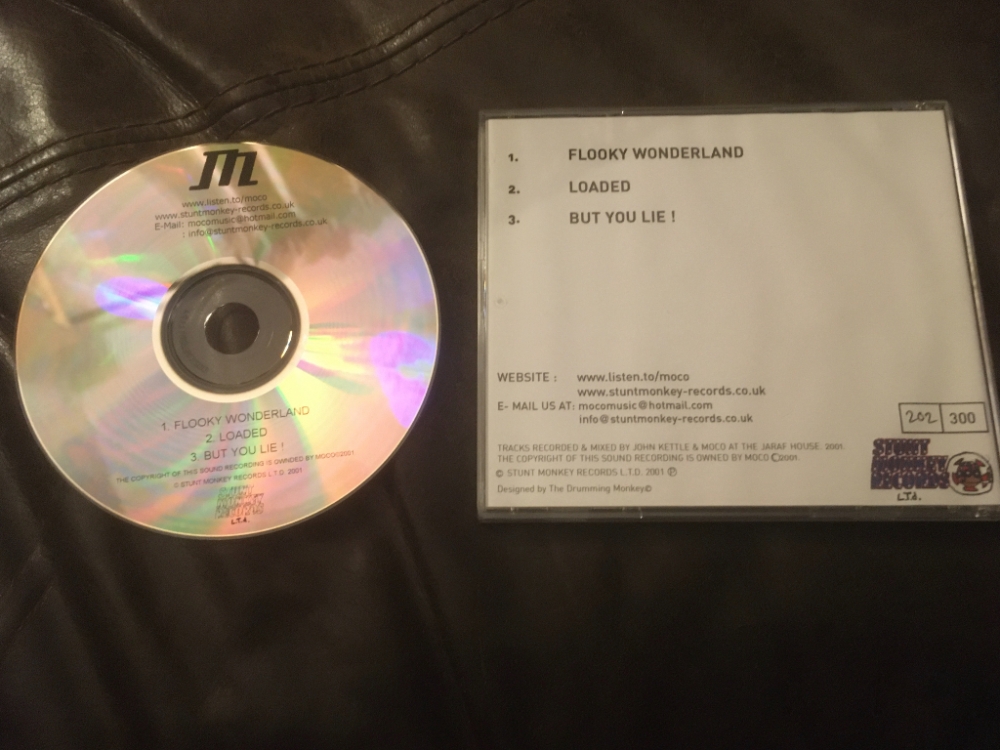 M
www.listen.to/moco
www.stuntmonkey-records.co.uk
E-Mail: mocomusic@hotmail.com
: info@stuntmonkey-records.co.uk
1. FLOOKY WONDERLAND
2. LOADED
3. BUT YOU LIE !
THE COPYRIGHT OF THIS SOUND RECORDING IS OWNDED BY MOCO©2001.
© STUNT MONKEY RECORDS L.T.D. 2001
L.T.d.
1. FLOOKY WONDERLAND
2. LOADED
3. BUT YOU LIE !
WEBSITE : www.listen.to/moco
www.stuntmonkey-records.co.uk
E- MAIL US AT: mocomusic@hotmail.com
info@stuntmonkey-records.co.uk
202 300
TRACKS RECORDED & MIXED BY JOHN KETTLE & MOCO AT THE JARAF HOUSE. 2001.
THE COPYRIGHT OF THIS SOUND RECORDING IS OWNED BY MOCO ©2001.
© STUNT MONKEY RECORDS L.T.D. 2001 ℗
Designed by The Drumming Monkey©
STUNT
MONKEY
RECORDS
L.T.d.